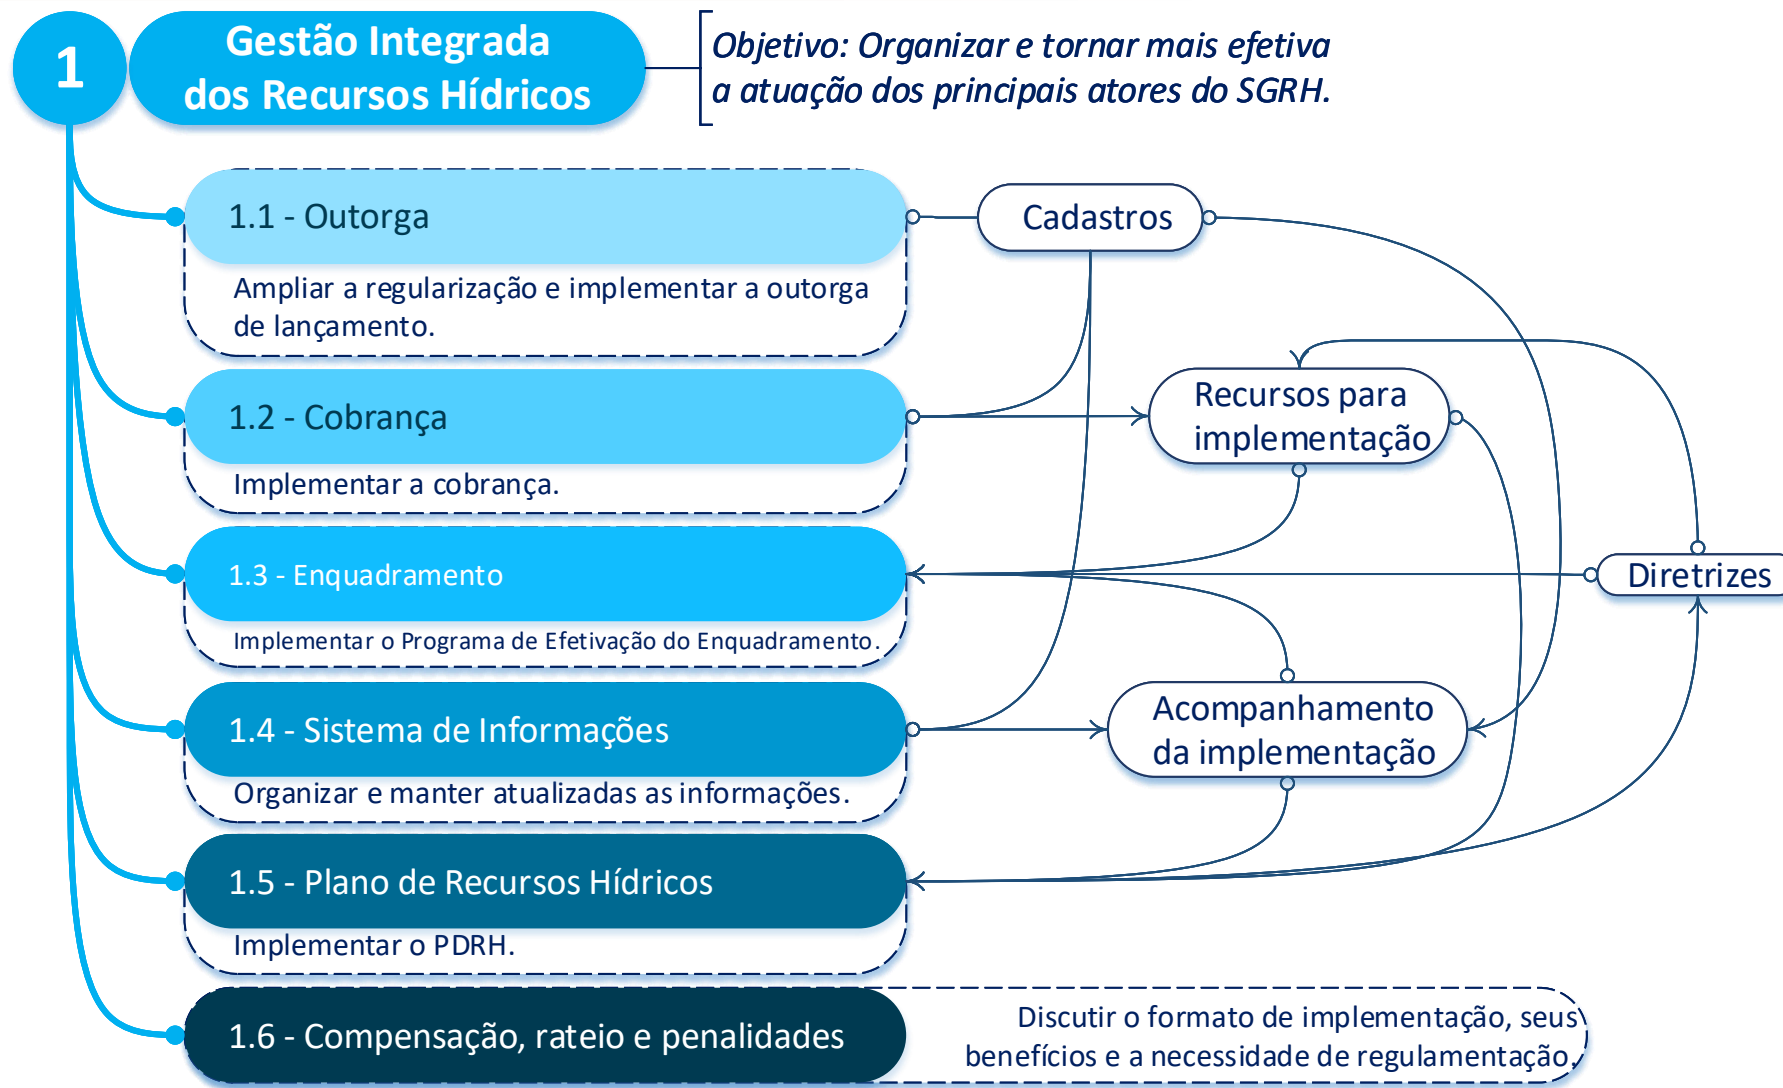 1
Gestão Integrada
dos Recursos Hídricos
Objetivo: Organizar e tornar mais efetiva
a atuação dos principais atores do SGRH.
1.1 - Outorga
Ampliar a regularização e implementar a outorga
de lançamento.
Cadastros
1.2 - Cobrança
Implementar a cobrança.
Recursos para
implementação
1.3 - Enquadramento
Implementar o Programa de Efetivação do Enquadramento.
Diretrizes
1.4 - Sistema de Informações
Organizar e manter atualizadas as informações.
Acompanhamento
da implementação
1.5 - Plano de Recursos Hídricos
Implementar o PDRH.
1.6 - Compensação, rateio e penalidades
Discutir o formato de implementação, seus
benefícios e a necessidade de regulamentação.